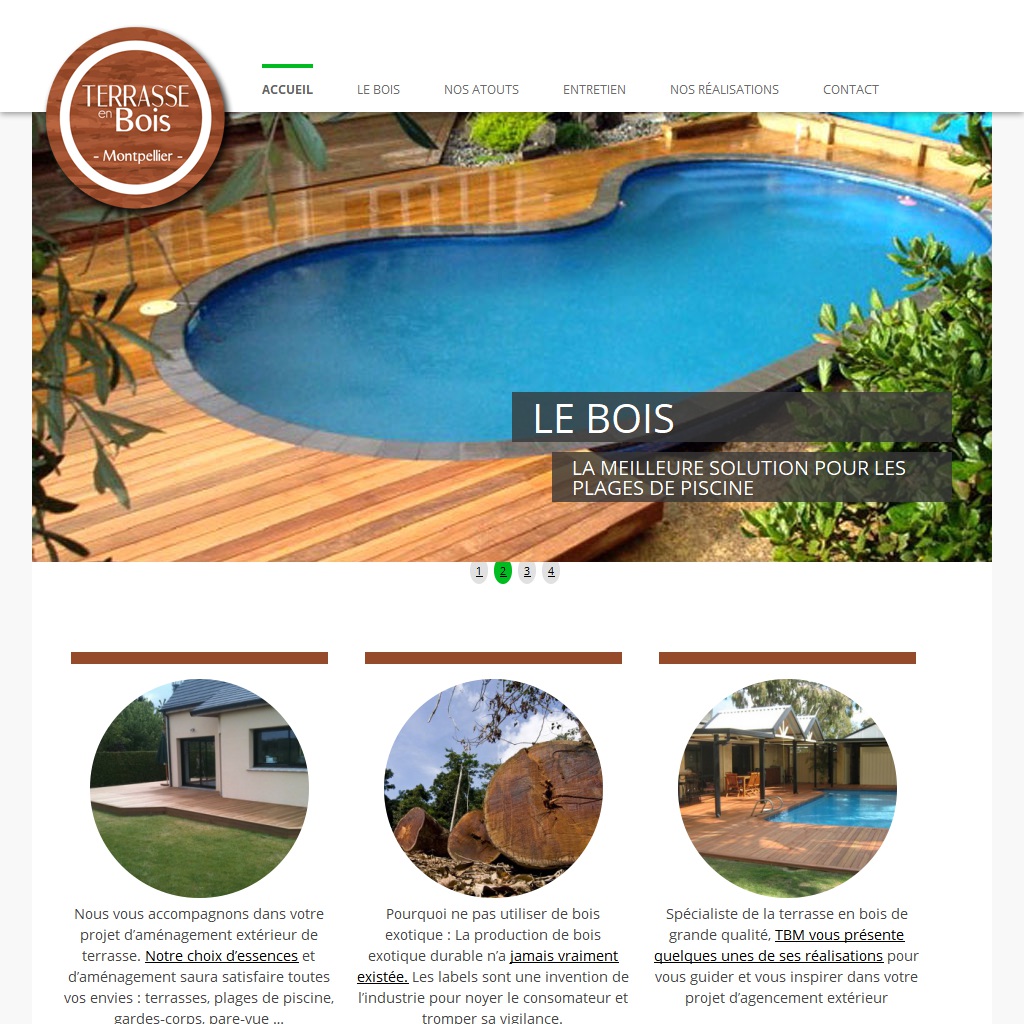 TERRASSE
en Bois
- Montpellier -
ACCUEIL LE BOIS NOS ATOUTS ENTRETIEN NOS RÉALISATIONS CONTACT
LE BOIS
LA MEILLEURE SOLUTION POUR LES
PLAGES DE PISCINE
1 2 3 4
Nous vous accompagnons dans votre
projet d’aménagement extérieur de
terrasse. Notre choix d’essences et
d’aménagement saura satisfaire toutes
vos envies : terrasses, plages de piscine,
gardes-corps, pare-vue ...
Pourquoi ne pas utiliser de bois
exotique : La production de bois
exotique durable n’a jamais vraiment
existée. Les labels sont une invention de
l’industrie pour noyer le consomateur et
tromper sa vigilance.
Spécialiste de la terrasse en bois de
grande qualité, TBM vous présente
quelques unes de ses réalisations pour
vous guider et vous inspirer dans votre
projet d’agencement extérieur